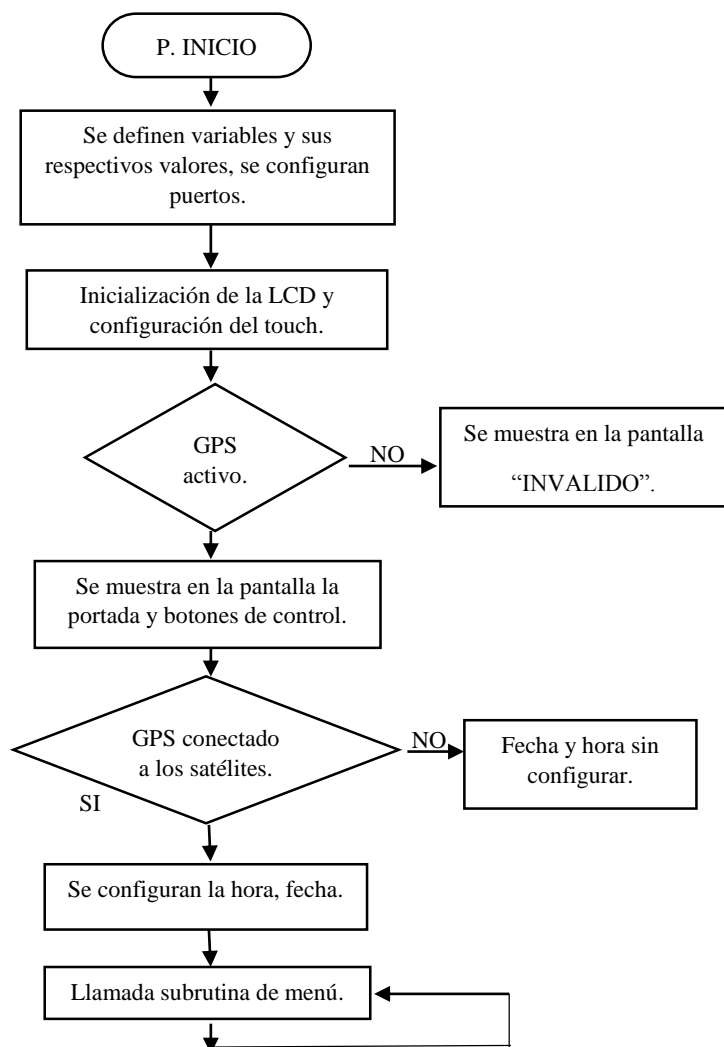 P. INICIO
Se definen variables y sus
respectivos valores, se configuran
puertos.
Inicialización de la LCD y
configuración del touch.
GPS
activo.
NO
Se muestra en la pantalla
“INVALIDO”.
Se muestra en la pantalla la
portada y botones de control.
GPS conectado
a los satélites.
NO
Fecha y hora sin
configurar.
SI
Se configuran la hora, fecha.
Llamada subrutina de menú.